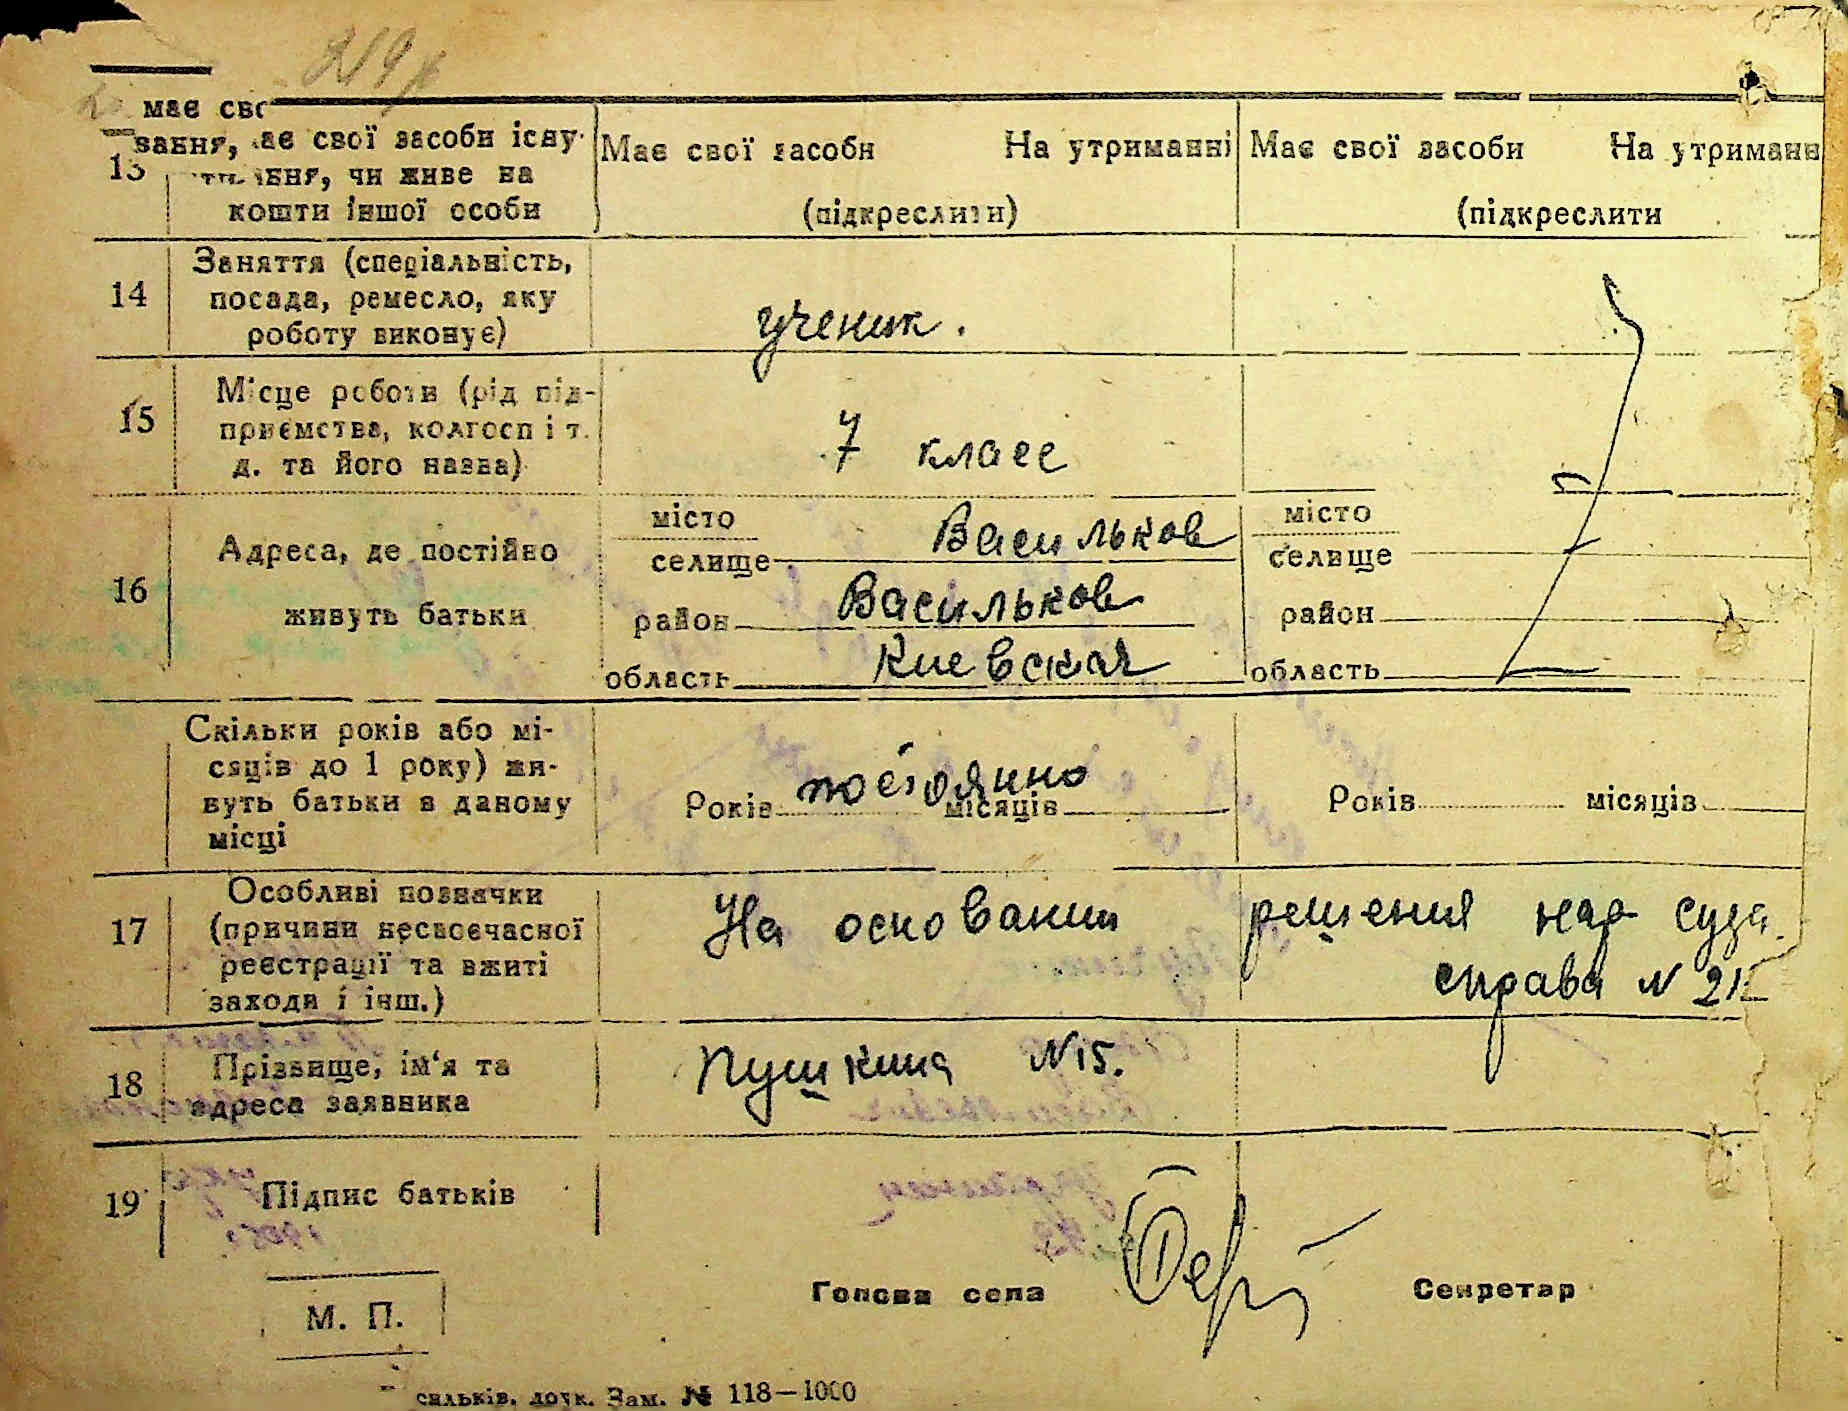 має сво
вання, ає свої засоби існу-
13 вання, чи живе на
кошти іншої особи
Має свої засоби На утриманні
(підкреслити)
Має свої засоби На утриманн
(підкреслити
14 Заняття (спеціальність,
посада, ремесло, яку
роботу виконує)
ученик.
15 Місце роботи (рід під-
приємства, колгосп і т.
д. та його назва)
7 класс
16 Адреса, де постійно
живуть батьки
місто
селище Васильков
район Васильков
область Киевская
місто
селище
район
область
Скільки років або мі-
сяців до 1 року) жи-
вуть батьки в даному
місці
постоянно
Років місяців
Років місяців
17 Особливі позначки
(причини несвоєчасної
реєстрації та вжиті
заходи і інш.)
На основании решения нар суда
справа N 21
18 Прізвище, ім'я та
адреса заявника
Пушкина N 15.
19 Підпис батьків
Голова села Секретар
М. П.
сильків, друк. Зам. № 118—1000